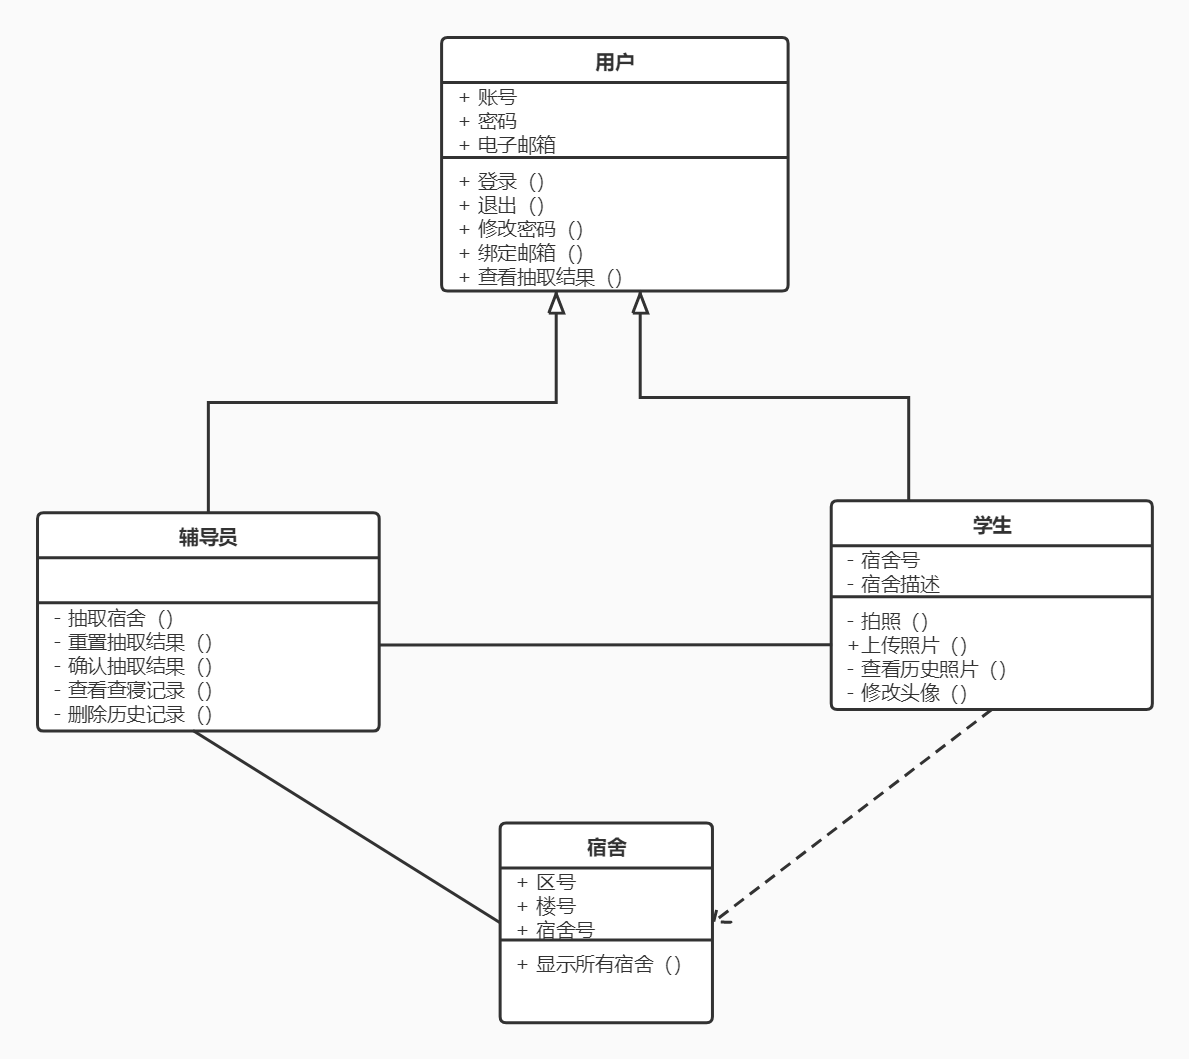 用户
+ 账号
+ 密码
+ 电子邮箱
+ 登录（）
+ 退出（）
+ 修改密码（）
+ 绑定邮箱（）
+ 查看抽取结果（）
辅导员
- 抽取宿舍（）
- 重置抽取结果（）
- 确认抽取结果（）
- 查看查寝记录（）
- 删除历史记录（）
学生
- 宿舍号
- 宿舍描述
- 拍照（）
+上传照片（）
- 查看历史照片（）
- 修改头像（）
宿舍
+ 区号
+ 楼号
+ 宿舍号
+ 显示所有宿舍（）